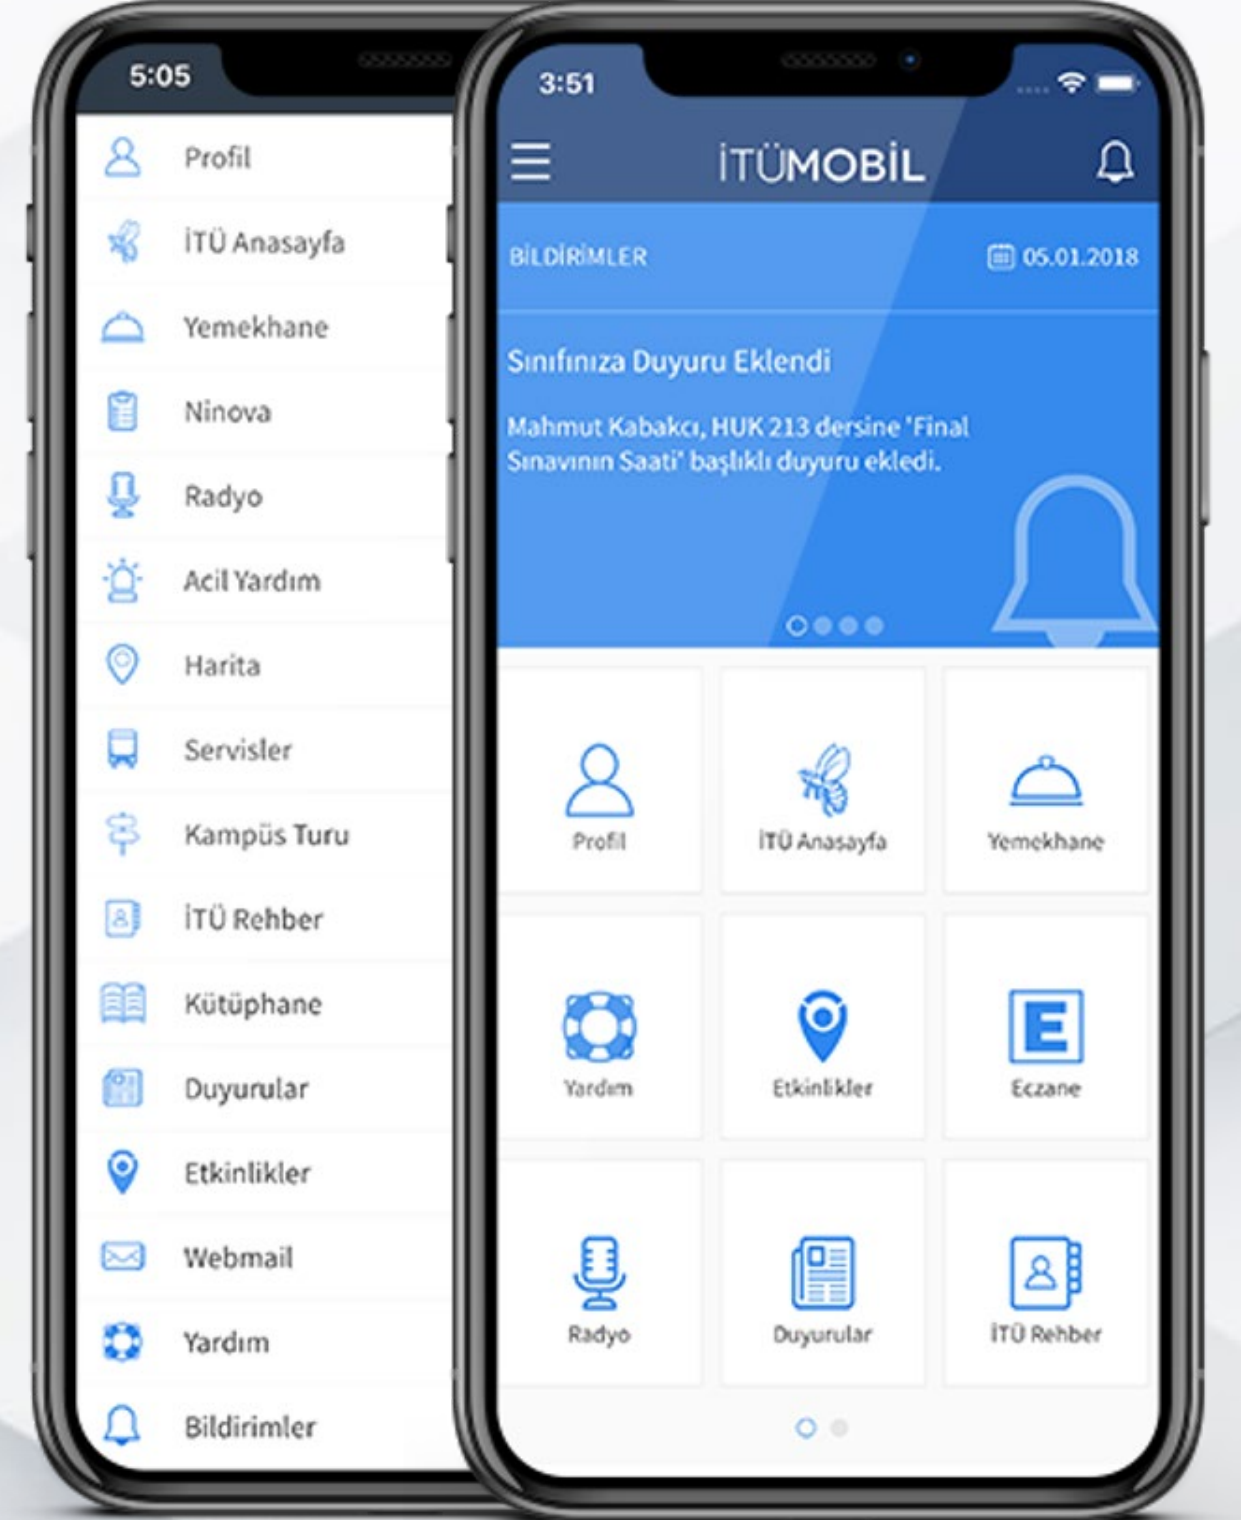 5:05
Profil
İTÜ Anasayfa
Yemekhane
Ninova
Radyo
Acil Yardım
Harita
Servisler
Kampüs Turu
İTÜ Rehber
Kütüphane
Duyurular
Etkinlikler
Webmail
Yardım
Bildirimler
3:51
İTÜMOBİL
BİLDİRİMLER
05.01.2018
Sınıfınıza Duyuru Eklendi
Mahmut Kabakcı, HUK 213 dersine 'Final
Sınavının Saati' başlıklı duyuru ekledi.
Profil
İTÜ Anasayfa
Yemekhane
Yardım
Etkinlikler
E
Eczane
Radyo
Duyurular
İTÜ Rehber